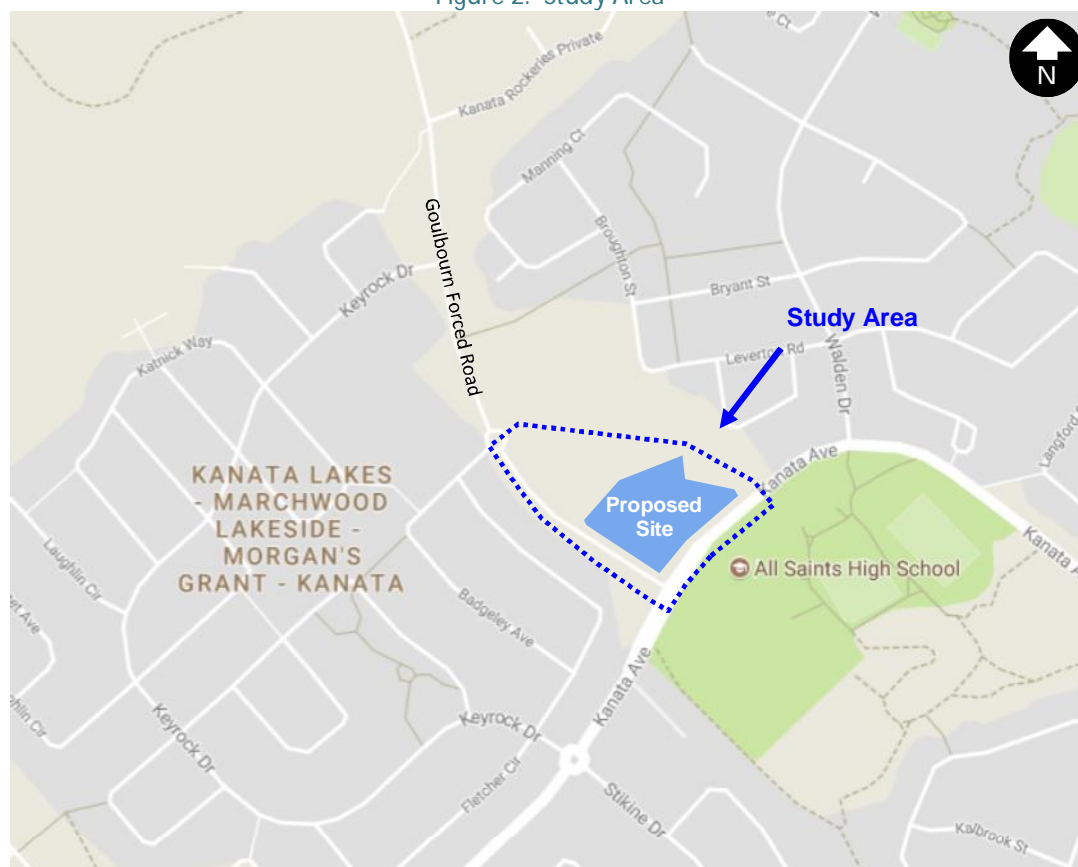 Figure 2: Study Area
N
Kanata Rockeries Private
Manning Ct
Goulbourn Forced Road
Broughton St
Keyrock Dr
Bryant St
Study Area
Katnick Way
Leverton Rd
Walden Dr
KANATA LAKES
- MARCHWOOD
LAKESIDE -
MORGAN'S
GRANT - KANATA
Kanata Ave
Proposed
Site
Kanata A
All Saints High School
Laughlin Cir
Badgeley Ave
Kanata Ave
Keyrock Dr
Keyrock Dr
Fletcher Cir
Stikine Dr
Kalbrook St